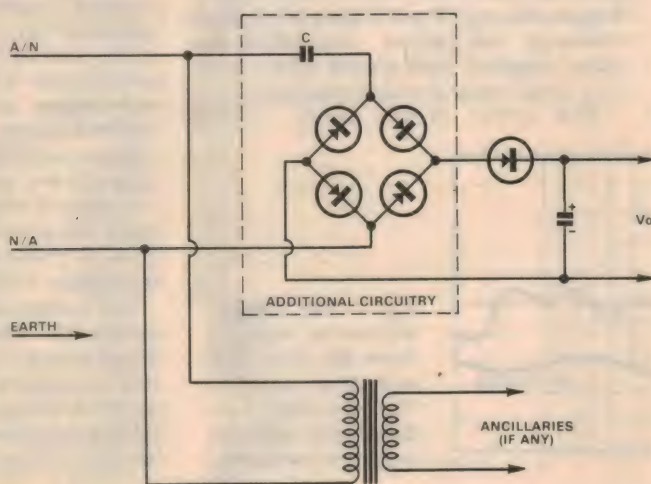 A/N
C
N/A
Vo
ADDITIONAL CIRCUITRY
EARTH
ANCILLARIES
(IF ANY)